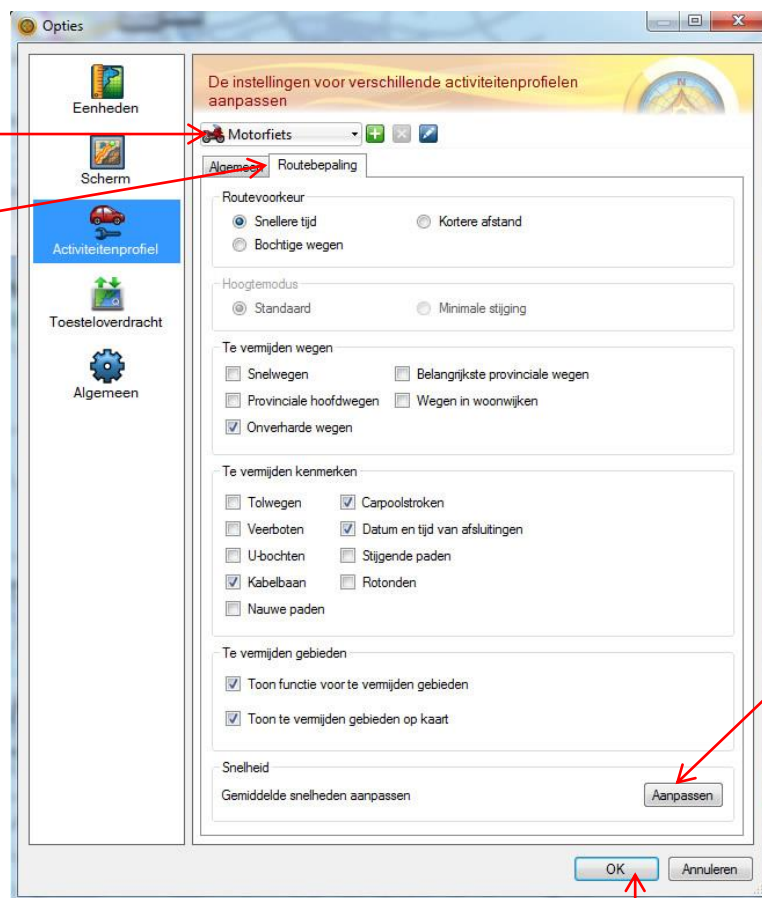 Opties
Eenheden
Scherm
Activiteitenprofiel
Toesteloverdracht
Algemeen
De instellingen voor verschillende activiteitenprofielen
aanpassen
Motorfiets
Algemeen Routebepaling
Routevoorkeur
Snellere tijd Kortere afstand
Bochtige wegen
Hoogtemodus
Standaard Minimale stijging
Te vermijden wegen
Snelwegen Belangrijkste provinciale wegen
Provinciale hoofdwegen Wegen in woonwijken
Onverharde wegen
Te vermijden kenmerken
Tolwegen Carpoolstroken
Veerboten Datum en tijd van afsluitingen
U-bochten Stijgende paden
Kabelbaan Rotonden
Nauwe paden
Te vermijden gebieden
Toon functie voor te vermijden gebieden
Toon te vermijden gebieden op kaart
Snelheid
Gemiddelde snelheden aanpassen Aanpassen
OK Annuleren